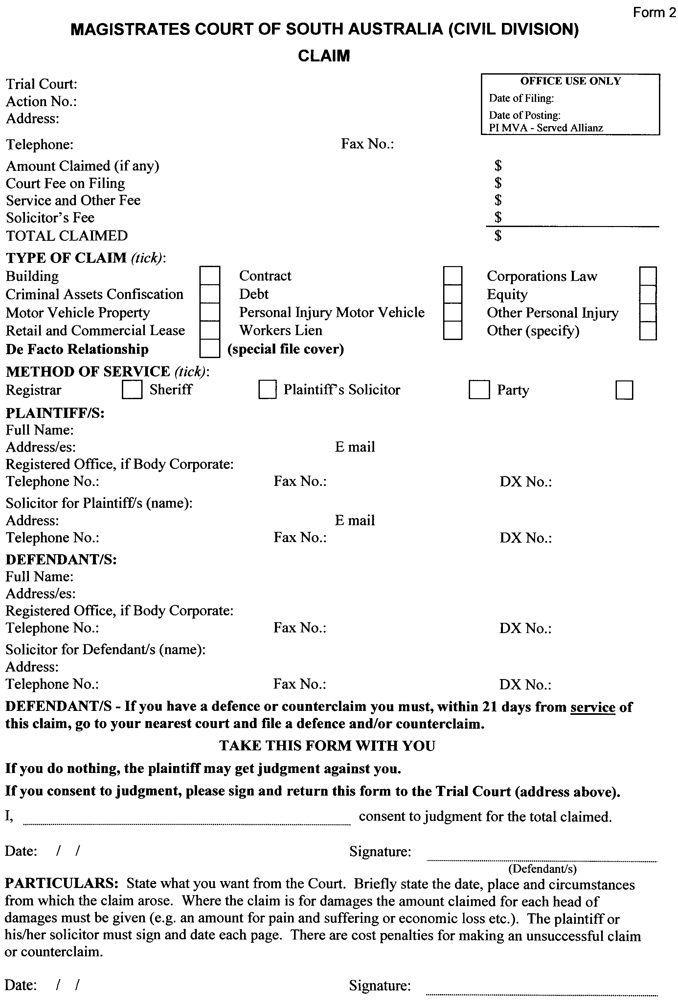 Form 2
MAGISTRATES COURT OF SOUTH AUSTRALIA (CIVIL DIVISION)
CLAIM
Trial Court:
Action No.:
Address:
OFFICE USE ONLY
Date of Filing:
Date of Posting:
PI MVA - Served Allianz
Telephone: Fax No.:
Amount Claimed (if any) $
Court Fee on Filing $
Service and Other Fee $
Solicitor's Fee $
TOTAL CLAIMED $
TYPE OF CLAIM (tick):
Building Contract Corporations Law
Criminal Assets Confiscation Debt Equity
Motor Vehicle Property Personal Injury Motor Vehicle Other Personal Injury
Retail and Commercial Lease Workers Lien Other (specify)
De Facto Relationship (special file cover)
METHOD OF SERVICE (tick):
Registrar Sheriff Plaintiff's Solicitor Party
PLAINTIFF/S:
Full Name:
Address/es: E mail
Registered Office, if Body Corporate:
Telephone No.: Fax No.: DX No.:
Solicitor for Plaintiff/s (name):
Address: E mail
Telephone No.: Fax No.: DX No.:
DEFENDANT/S:
Full Name:
Address/es:
Registered Office, if Body Corporate:
Telephone No.: Fax No.: DX No.:
Solicitor for Defendant/s (name):
Address:
Telephone No.: Fax No.: DX No.:
DEFENDANT/S - If you have a defence or counterclaim you must, within 21 days from service of
this claim, go to your nearest court and file a defence and/or counterclaim.
TAKE THIS FORM WITH YOU
If you do nothing, the plaintiff may get judgment against you.
If you consent to judgment, please sign and return this form to the Trial Court (address above).
I, consent to judgment for the total claimed.
Date: / / Signature:
(Defendant/s)
PARTICULARS: State what you want from the Court. Briefly state the date, place and circumstances
from which the claim arose. Where the claim is for damages the amount claimed for each head of
damages must be given (e.g. an amount for pain and suffering or economic loss etc.). The plaintiff or
his/her solicitor must sign and date each page. There are cost penalties for making an unsuccessful claim
or counterclaim.
Date: / / Signature: